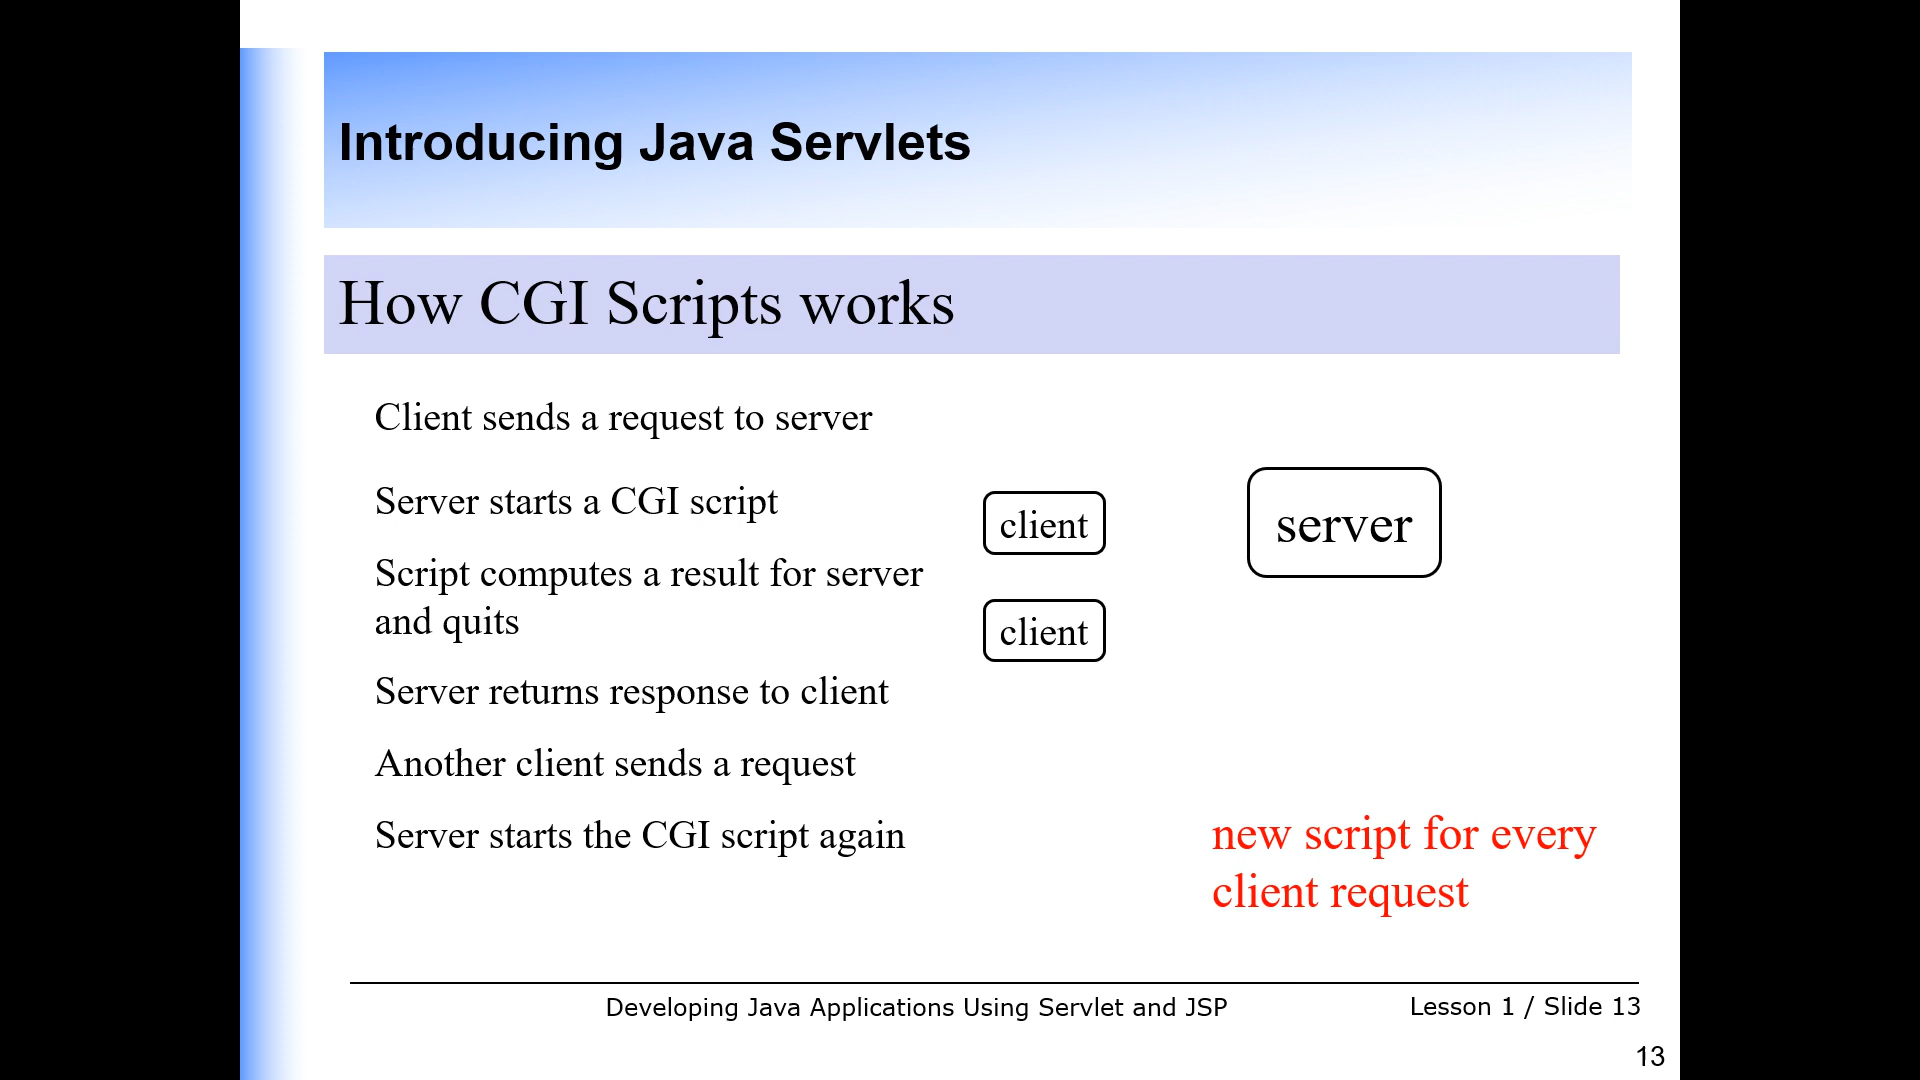 Introducing Java Servlets
How CGI Scripts works
Client sends a request to server
Server starts a CGI script
Script computes a result for server
and quits
Server returns response to client
Another client sends a request
Server starts the CGI script again
client
server
client
new script for every
client request
Developing Java Applications Using Servlet and JSP
Lesson 1 / Slide 13
13